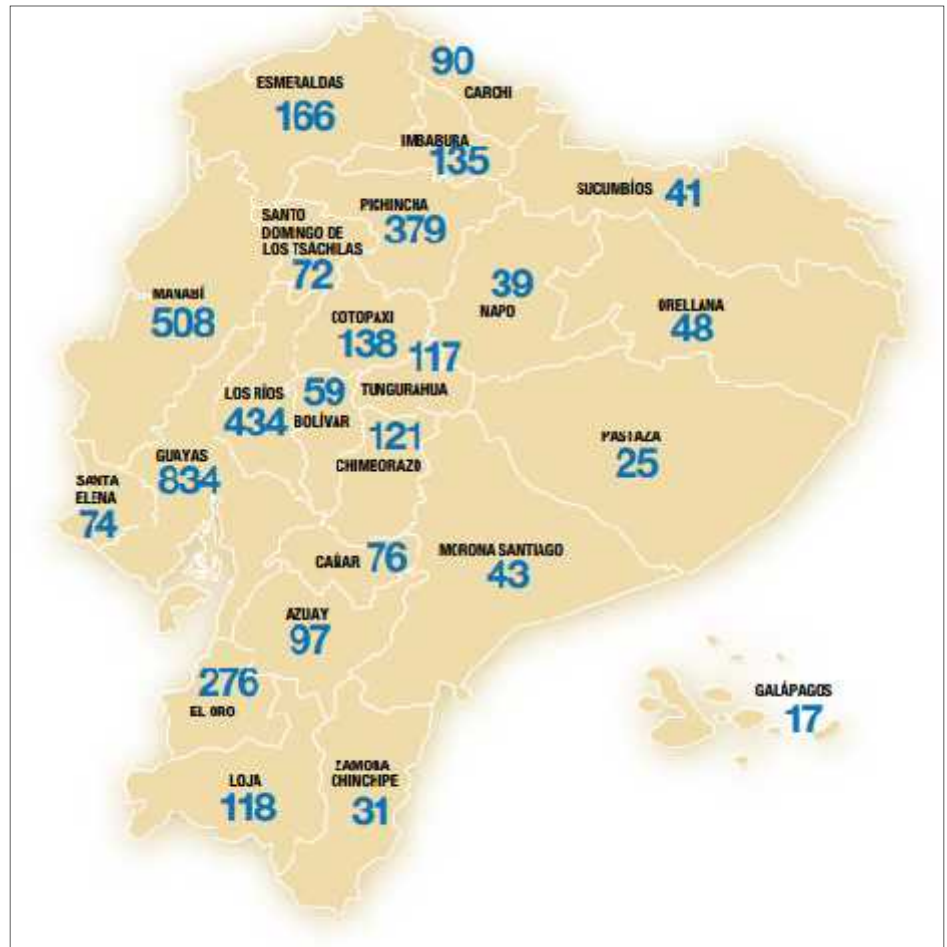 90
CARCHI
ESMERALDAS
166
IMBABURA
135
SUCUMBÍOS 41
PICHINCHA
379
SANTO
DOMINGO DE
LOS TSÁCHILAS
72
39
NAPO
MANABÍ
508
ORELLANA
48
COTOPAXI
138
117
TUNGURAHUA
59
BOLÍVAR
LOS RÍOS
434
121
CHIMBORAZO
PASTAZA
25
GUAYAS
834
SANTA
ELENA
74
CAÑAR 76
MORONA SANTIAGO
43
AZUAY
97
276
EL ORO
GALÁPAGOS
17
LOJA
118
ZAMORA
CHINCHIPE
31